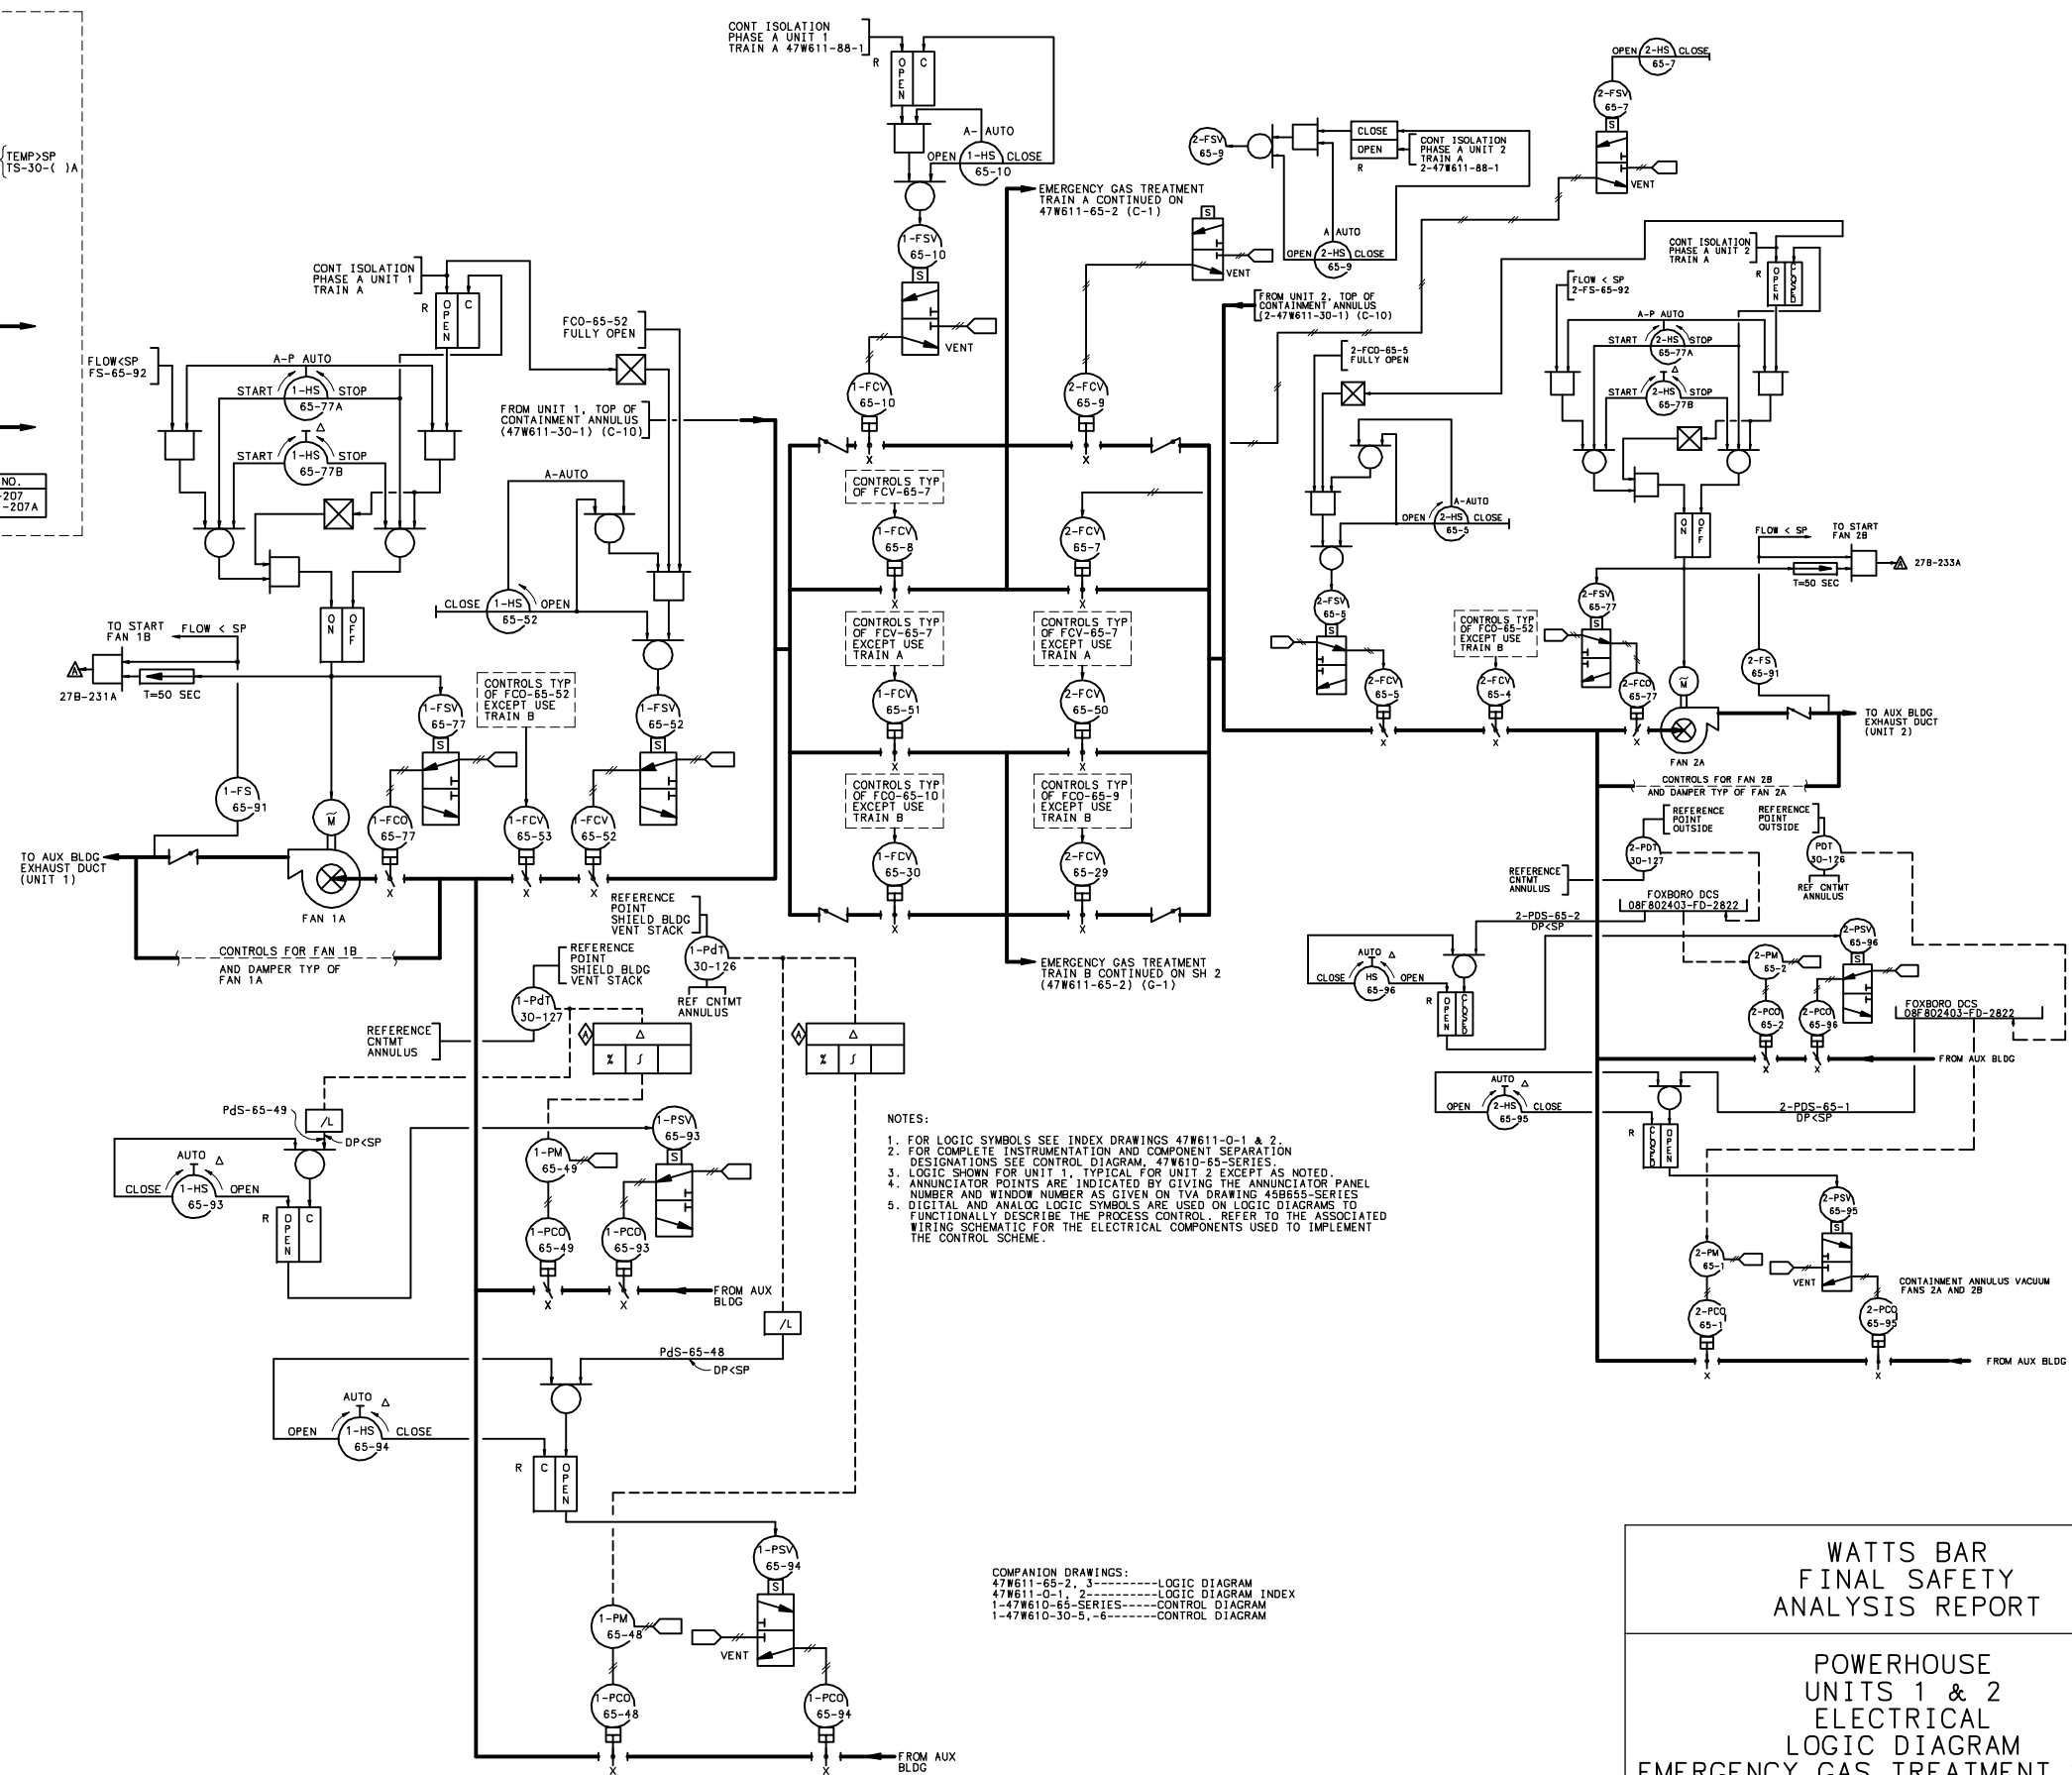 TEMP>SP
TS-30-( )A
NO.
-207
-207A
CONT ISOLATION
PHASE A UNIT 1
TRAIN A
R
OPEN
C
FLOW<SP
FS-65-92
A-P AUTO
START
1-HS
65-77A
STOP
START
1-HS
65-77B
STOP
Δ
FCO-65-52
FULLY OPEN
FROM UNIT 1, TOP OF
CONTAINMENT ANNULUS
(47W611-30-1) (C-10)
A-AUTO
CLOSE
1-HS
65-52
OPEN
ON
OFF
TO START
FAN 1B
FLOW < SP
A
27B-231A
T=50 SEC
1-FS
65-91
M
1-FSV
65-77
S
1-FCO
65-77
X
CONTROLS TYP
OF FCO-65-52
EXCEPT USE
TRAIN B
1-FCV
65-53
X
1-FSV
65-52
S
1-FCV
65-52
X
TO AUX BLDG
EXHAUST DUCT
(UNIT 1)
FAN 1A
CONTROLS FOR FAN 1B
AND DAMPER TYP OF
FAN 1A
CONT ISOLATION
PHASE A UNIT 1
TRAIN A 47W611-88-1
R
OPEN
C
A- AUTO
OPEN
1-HS
65-10
CLOSE
1-FSV
65-10
S
VENT
1-FCV
65-10
X
EMERGENCY GAS TREATMENT
TRAIN A CONTINUED ON
47W611-65-2 (C-1)
2-FCV
65-9
X
CONTROLS TYP
OF FCV-65-7
1-FCV
65-8
X
2-FCV
65-7
X
CONTROLS TYP
OF FCV-65-7
EXCEPT USE
TRAIN A
CONTROLS TYP
OF FCV-65-7
EXCEPT USE
TRAIN A
1-FCV
65-51
X
2-FCV
65-50
X
CONTROLS TYP
OF FCO-65-10
EXCEPT USE
TRAIN B
CONTROLS TYP
OF FCO-65-9
EXCEPT USE
TRAIN B
1-FCV
65-30
X
2-FCV
65-29
X
EMERGENCY GAS TREATMENT
TRAIN B CONTINUED ON SH 2
(47W611-65-2) (G-1)
2-FSV
65-9
CLOSE
OPEN
R
CONT ISOLATION
PHASE A UNIT 2
TRAIN A
2-47W611-88-1
S
VENT
A AUTO
OPEN
2-HS
65-9
CLOSE
FROM UNIT 2, TOP OF
CONTAINMENT ANNULUS
(2-47W611-30-1) (C-10)
OPEN
2-HS
65-7
CLOSE
2-FSV
65-7
S
VENT
CONT ISOLATION
PHASE A UNIT 2
TRAIN A
R
OPEN
CLOSED
FLOW < SP
2-FS-65-92
A-P AUTO
START
2-HS
65-77A
STOP
Δ
START
2-HS
65-77B
STOP
2-FCO-65-5
FULLY OPEN
A-AUTO
OPEN
2-HS
65-5
CLOSE
2-FSV
65-5
S
2-FCV
65-5
X
CONTROLS TYP
OF FCO-65-52
EXCEPT USE
TRAIN B
2-FCV
65-4
X
2-FSV
65-77
S
2-FCO
65-77
X
ON
OFF
FLOW < SP
TO START
FAN 2B
A
27B-233A
T=50 SEC
2-FS
65-91
M
FAN 2A
TO AUX BLDG
EXHAUST DUCT
(UNIT 2)
CONTROLS FOR FAN 2B
AND DAMPER TYP OF FAN 2A
REFERENCE
POINT
OUTSIDE
2-PDT
30-127
REFERENCE
CNTMT
ANNULUS
REFERENCE
POINT
OUTSIDE
PDT
30-126
REF CNTMT
ANNULUS
FOXBORO DCS
08F802403-FD-2822
2-PDS-65-2
DP<SP
AUTO Δ
CLOSE
HS
65-96
OPEN
R
OPEN
CLOSED
2-PM
65-2
2-PSV
65-96
S
2-PCO
65-2
X
2-PCO
65-96
X
FOXBORO DCS
08F802403-FD-2822
FROM AUX BLDG
AUTO Δ
OPEN
2-HS
65-95
CLOSE
2-PDS-65-1
DP<SP
R
CLOSED
OPEN
2-PSV
65-95
S
2-PM
65-1
VENT
CONTAINMENT ANNULUS VACUUM
FANS 2A AND 2B
2-PCO
65-1
X
2-PCO
65-95
X
FROM AUX BLDG
REFERENCE
POINT
SHIELD BLDG
VENT STACK
1-PdT
30-126
REF CNTMT
ANNULUS
REFERENCE
POINT
SHIELD BLDG
VENT STACK
1-PdT
30-127
REFERENCE
CNTMT
ANNULUS
A
Δ
% ∫
A
Δ
% ∫
PdS-65-49
/L
DP<SP
AUTO Δ
CLOSE
1-HS
65-93
OPEN
R
OPEN
C
1-PM
65-49
1-PSV
65-93
S
1-PCO
65-49
X
1-PCO
65-93
X
FROM AUX
BLDG
/L
PdS-65-48
DP<SP
AUTO Δ
OPEN
1-HS
65-94
CLOSE
R
C
OPEN
1-PSV
65-94
S
1-PM
65-48
VENT
1-PCO
65-48
X
1-PCO
65-94
X
FROM AUX
BLDG
NOTES:
1. FOR LOGIC SYMBOLS SEE INDEX DRAWINGS 47W611-0-1 & 2.
2. FOR COMPLETE INSTRUMENTATION AND COMPONENT SEPARATION
DESIGNATIONS SEE CONTROL DIAGRAM, 47W610-65-SERIES.
3. LOGIC SHOWN FOR UNIT 1, TYPICAL FOR UNIT 2 EXCEPT AS NOTED.
4. ANNUNCIATOR POINTS ARE INDICATED BY GIVING THE ANNUNCIATOR PANEL
NUMBER AND WINDOW NUMBER AS GIVEN ON TVA DRAWING 45B655-SERIES
5. DIGITAL AND ANALOG LOGIC SYMBOLS ARE USED ON LOGIC DIAGRAMS TO
FUNCTIONALLY DESCRIBE THE PROCESS CONTROL. REFER TO THE ASSOCIATED
WIRING SCHEMATIC FOR THE ELECTRICAL COMPONENTS USED TO IMPLEMENT
THE CONTROL SCHEME.
COMPANION DRAWINGS:
47W611-65-2, 3---------LOGIC DIAGRAM
47W611-0-1, 2----------LOGIC DIAGRAM INDEX
1-47W610-65-SERIES-----CONTROL DIAGRAM
1-47W610-30-5,-6-------CONTROL DIAGRAM
WATTS BAR
FINAL SAFETY
ANALYSIS REPORT
POWERHOUSE
UNITS 1 & 2
ELECTRICAL
LOGIC DIAGRAM
EMERGENCY GAS TREATMENT